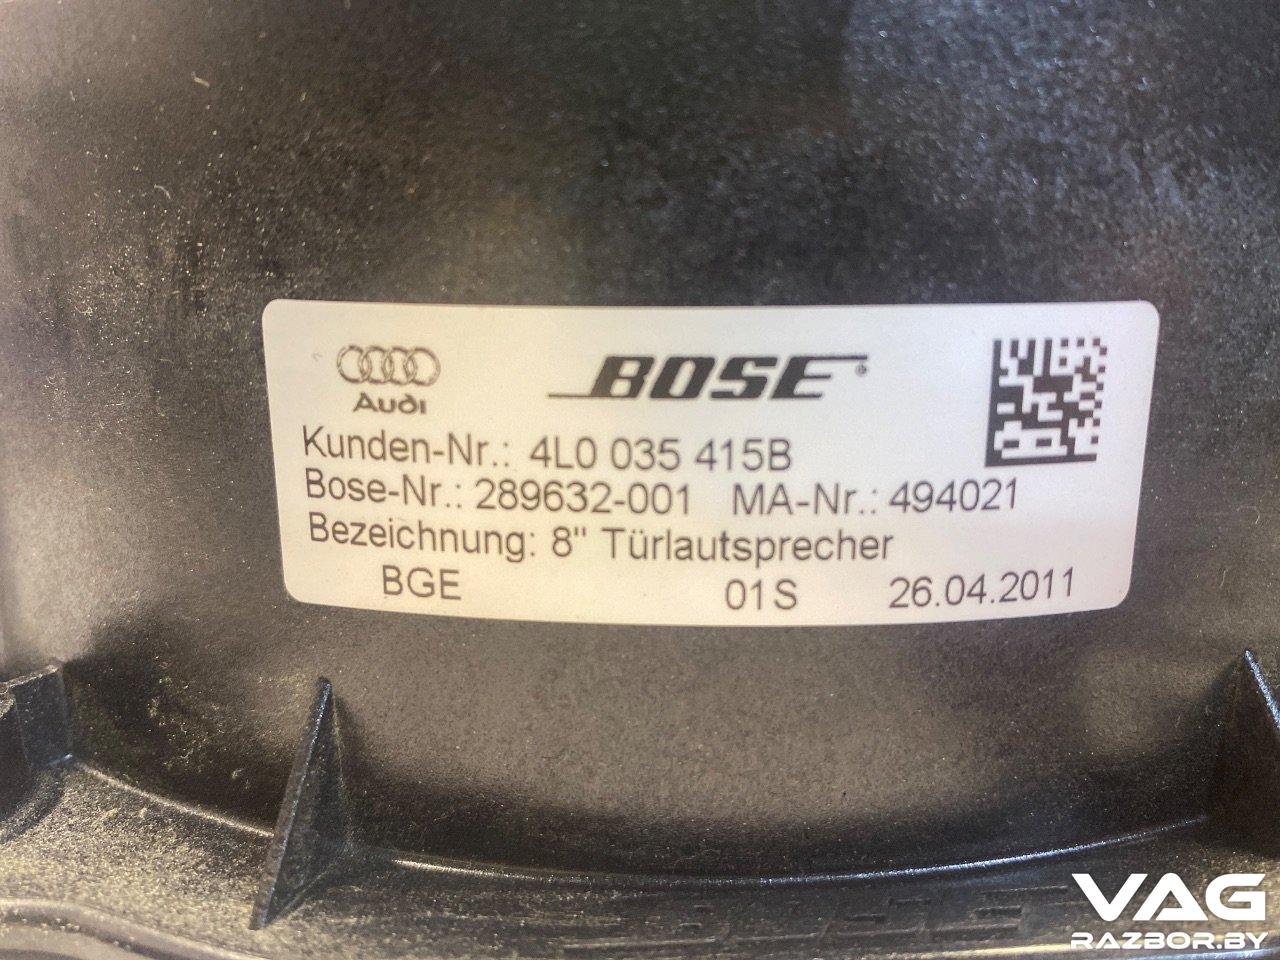 Audi
BOSE®
Kunden-Nr.: 4L0 035 415B
Bose-Nr.: 289632-001 MA-Nr.: 494021
Bezeichnung: 8" Türlautsprecher
BGE 01S 26.04.2011
VAG
RAZBOR.BY